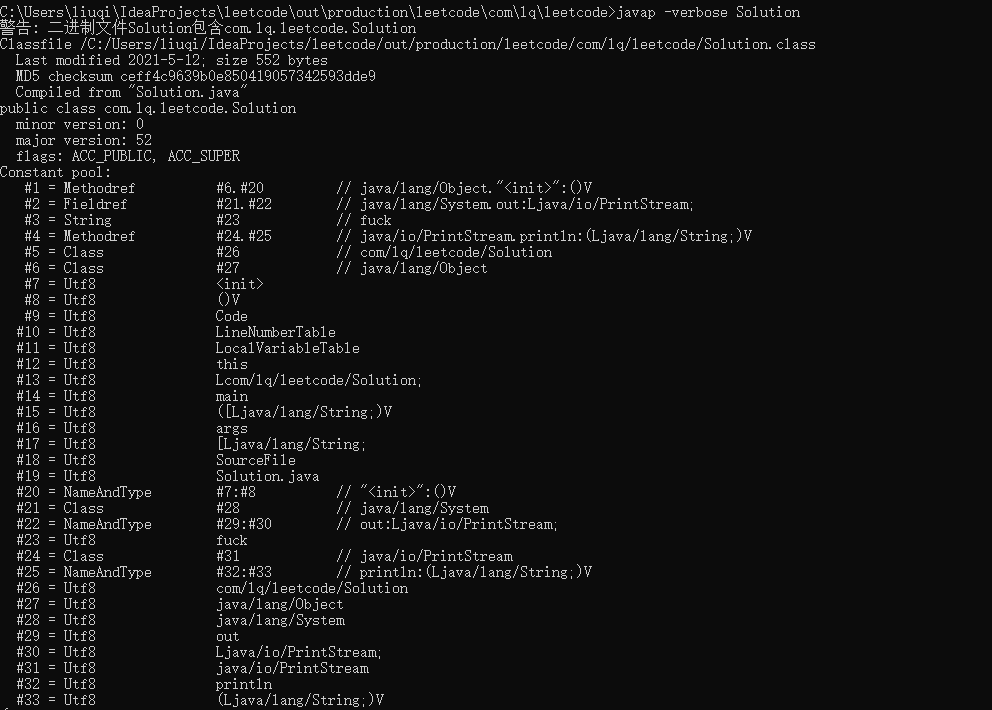 C:\Users\liuqi\IdeaProjects\leetcode\out\production\leetcode\com\lq\leetcode>javap -verbose Solution
警告: 二进制文件Solution包含com.lq.leetcode.Solution
Classfile /C:/Users/liuqi/IdeaProjects/leetcode/out/production/leetcode/com/lq/leetcode/Solution.class
  Last modified 2021-5-12; size 552 bytes
  MD5 checksum ceff4c9639b0e850419057342593dde9
  Compiled from "Solution.java"
public class com.lq.leetcode.Solution
  minor version: 0
  major version: 52
  flags: ACC_PUBLIC, ACC_SUPER
Constant pool:
   #1 = Methodref          #6.#20         // java/lang/Object."<init>":()V
   #2 = Fieldref           #21.#22        // java/lang/System.out:Ljava/io/PrintStream;
   #3 = String             #23            // fuck
   #4 = Methodref          #24.#25        // java/io/PrintStream.println:(Ljava/lang/String;)V
   #5 = Class              #26            // com/lq/leetcode/Solution
   #6 = Class              #27            // java/lang/Object
   #7 = Utf8               <init>
   #8 = Utf8               ()V
   #9 = Utf8               Code
  #10 = Utf8               LineNumberTable
  #11 = Utf8               LocalVariableTable
  #12 = Utf8               this
  #13 = Utf8               Lcom/lq/leetcode/Solution;
  #14 = Utf8               main
  #15 = Utf8               ([Ljava/lang/String;)V
  #16 = Utf8               args
  #17 = Utf8               [Ljava/lang/String;
  #18 = Utf8               SourceFile
  #19 = Utf8               Solution.java
  #20 = NameAndType        #7:#8          // "<init>":()V
  #21 = Class              #28            // java/lang/System
  #22 = NameAndType        #29:#30        // out:Ljava/io/PrintStream;
  #23 = Utf8               fuck
  #24 = Class              #31            // java/io/PrintStream
  #25 = NameAndType        #32:#33        // println:(Ljava/lang/String;)V
  #26 = Utf8               com/lq/leetcode/Solution
  #27 = Utf8               java/lang/Object
  #28 = Utf8               java/lang/System
  #29 = Utf8               out
  #30 = Utf8               Ljava/io/PrintStream;
  #31 = Utf8               java/io/PrintStream
  #32 = Utf8               println
  #33 = Utf8               (Ljava/lang/String;)V